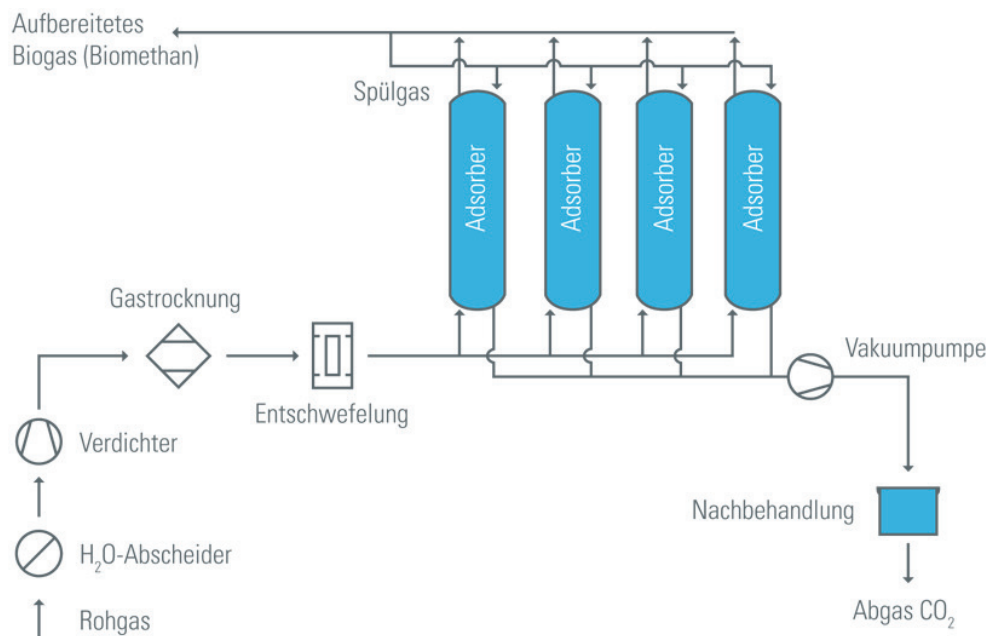 Aufbereitetes
Biogas (Biomethan)
Spülgas
Adsorber
Adsorber
Adsorber
Adsorber
Gastrocknung
Vakuumpumpe
Entschwefelung
Verdichter
Nachbehandlung
H₂O-Abscheider
Abgas CO₂
Rohgas